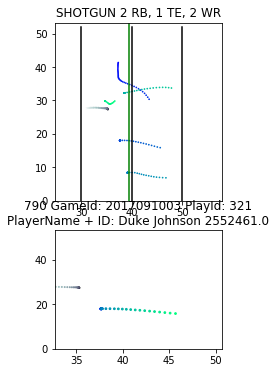 SHOTGUN 2 RB, 1 TE, 2 WR
50
40
30
20
10
0
30 40 50
790 GameId: 2017091003 PlayId: 321
PlayerName + ID: Duke Johnson 2552461.0
40
20
0
35 40 45 50